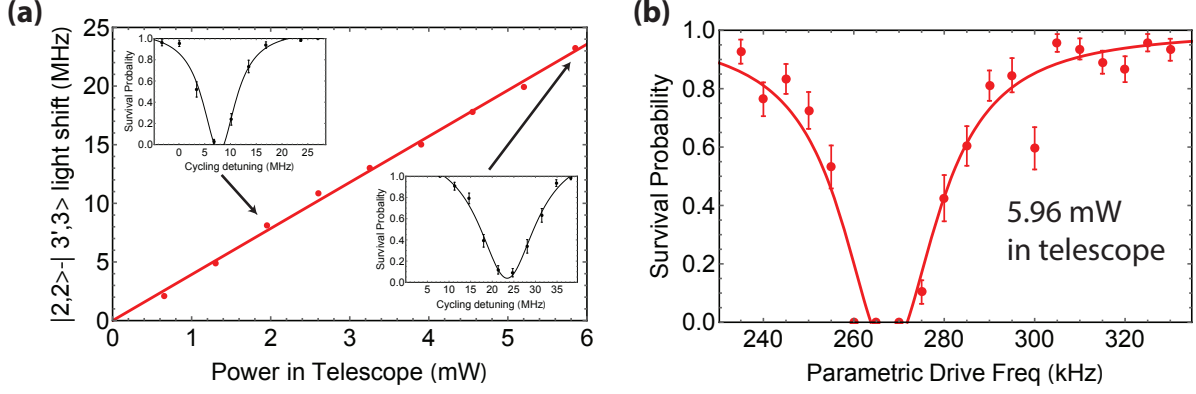 (a)
25
20
15
10
5
0
|2,2>-| 3',3> light shift (MHz)
0 1 2 3 4 5 6
Power in Telescope (mW)
1.0
0.8
0.6
0.4
0.2
0.0
Survival Probality
0 5 10 15 20 25
Cycling detuning (MHz)
1.0
0.8
0.6
0.4
0.2
0.0
Survival Probality
5 10 15 20 25 30 35
Cycling detuning (MHz)
(b)
1.0
0.8
0.6
0.4
0.2
0.0
Survival Probability
5.96 mW
in telescope
240 260 280 300 320
Parametric Drive Freq (kHz)